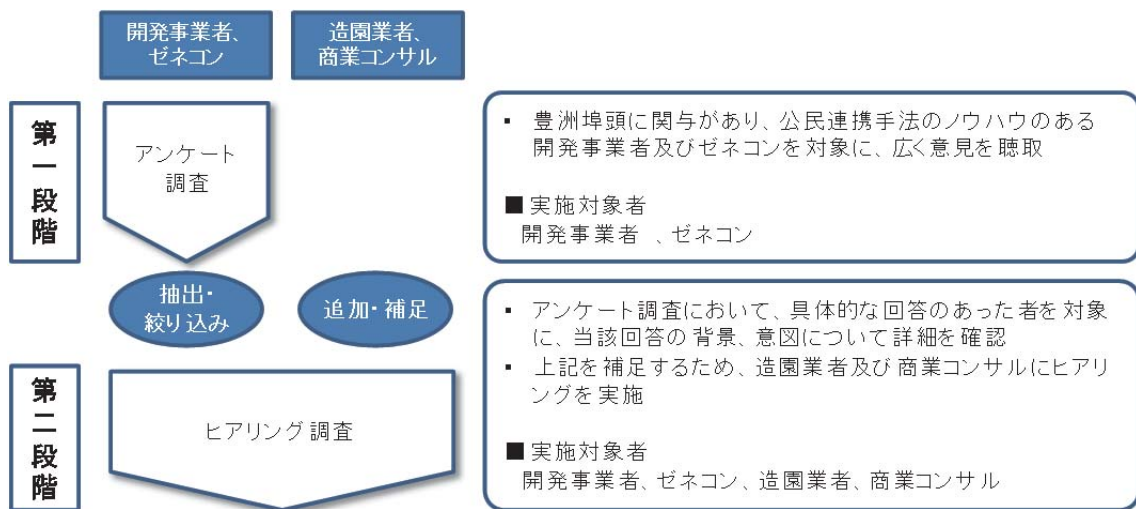 開発事業者、
ゼネコン
造園業者、
商業コンサル
第一段階
アンケート
調査
▪ 豊洲埠頭に関与があり、公民連携手法のノウハウのある
開発事業者及びゼネコンを対象に、広く意見を聴取
■実施対象者
開発事業者 、ゼネコン
抽出・
絞り込み
追加・補足
第二段階
ヒアリング調査
▪ アンケート調査において、具体的な回答のあった者を対象
に、当該回答の背景、意図について詳細を確認
▪ 上記を補足するため、造園業者及び商業コンサルにヒアリ
ングを実施
■実施対象者
開発事業者、ゼネコン、造園業者、商業コンサル